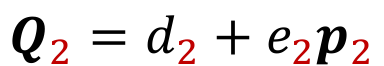 Q₂ = d₂ + e₂p₂